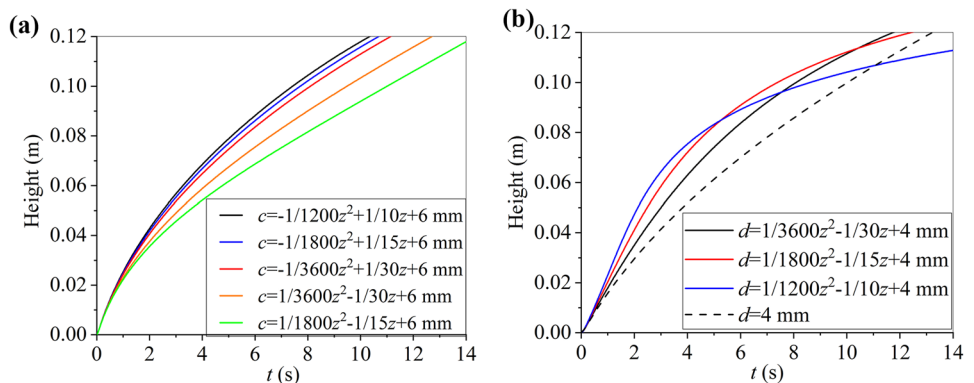 (a)
0.12
0.10
0.08
0.06
0.04
0.02
0.00
Height (m)
c=-1/1200z²+1/10z+6 mm
c=-1/1800z²+1/15z+6 mm
c=-1/3600z²+1/30z+6 mm
c=1/3600z²-1/30z+6 mm
c=1/1800z²-1/15z+6 mm
0 2 4 6 8 10 12 14
t (s)
(b)
0.12
0.10
0.08
0.06
0.04
0.02
0.00
Height (m)
d=1/3600z²-1/30z+4 mm
d=1/1800z²-1/15z+4 mm
d=1/1200z²-1/10z+4 mm
d=4 mm
0 2 4 6 8 10 12 14
t (s)